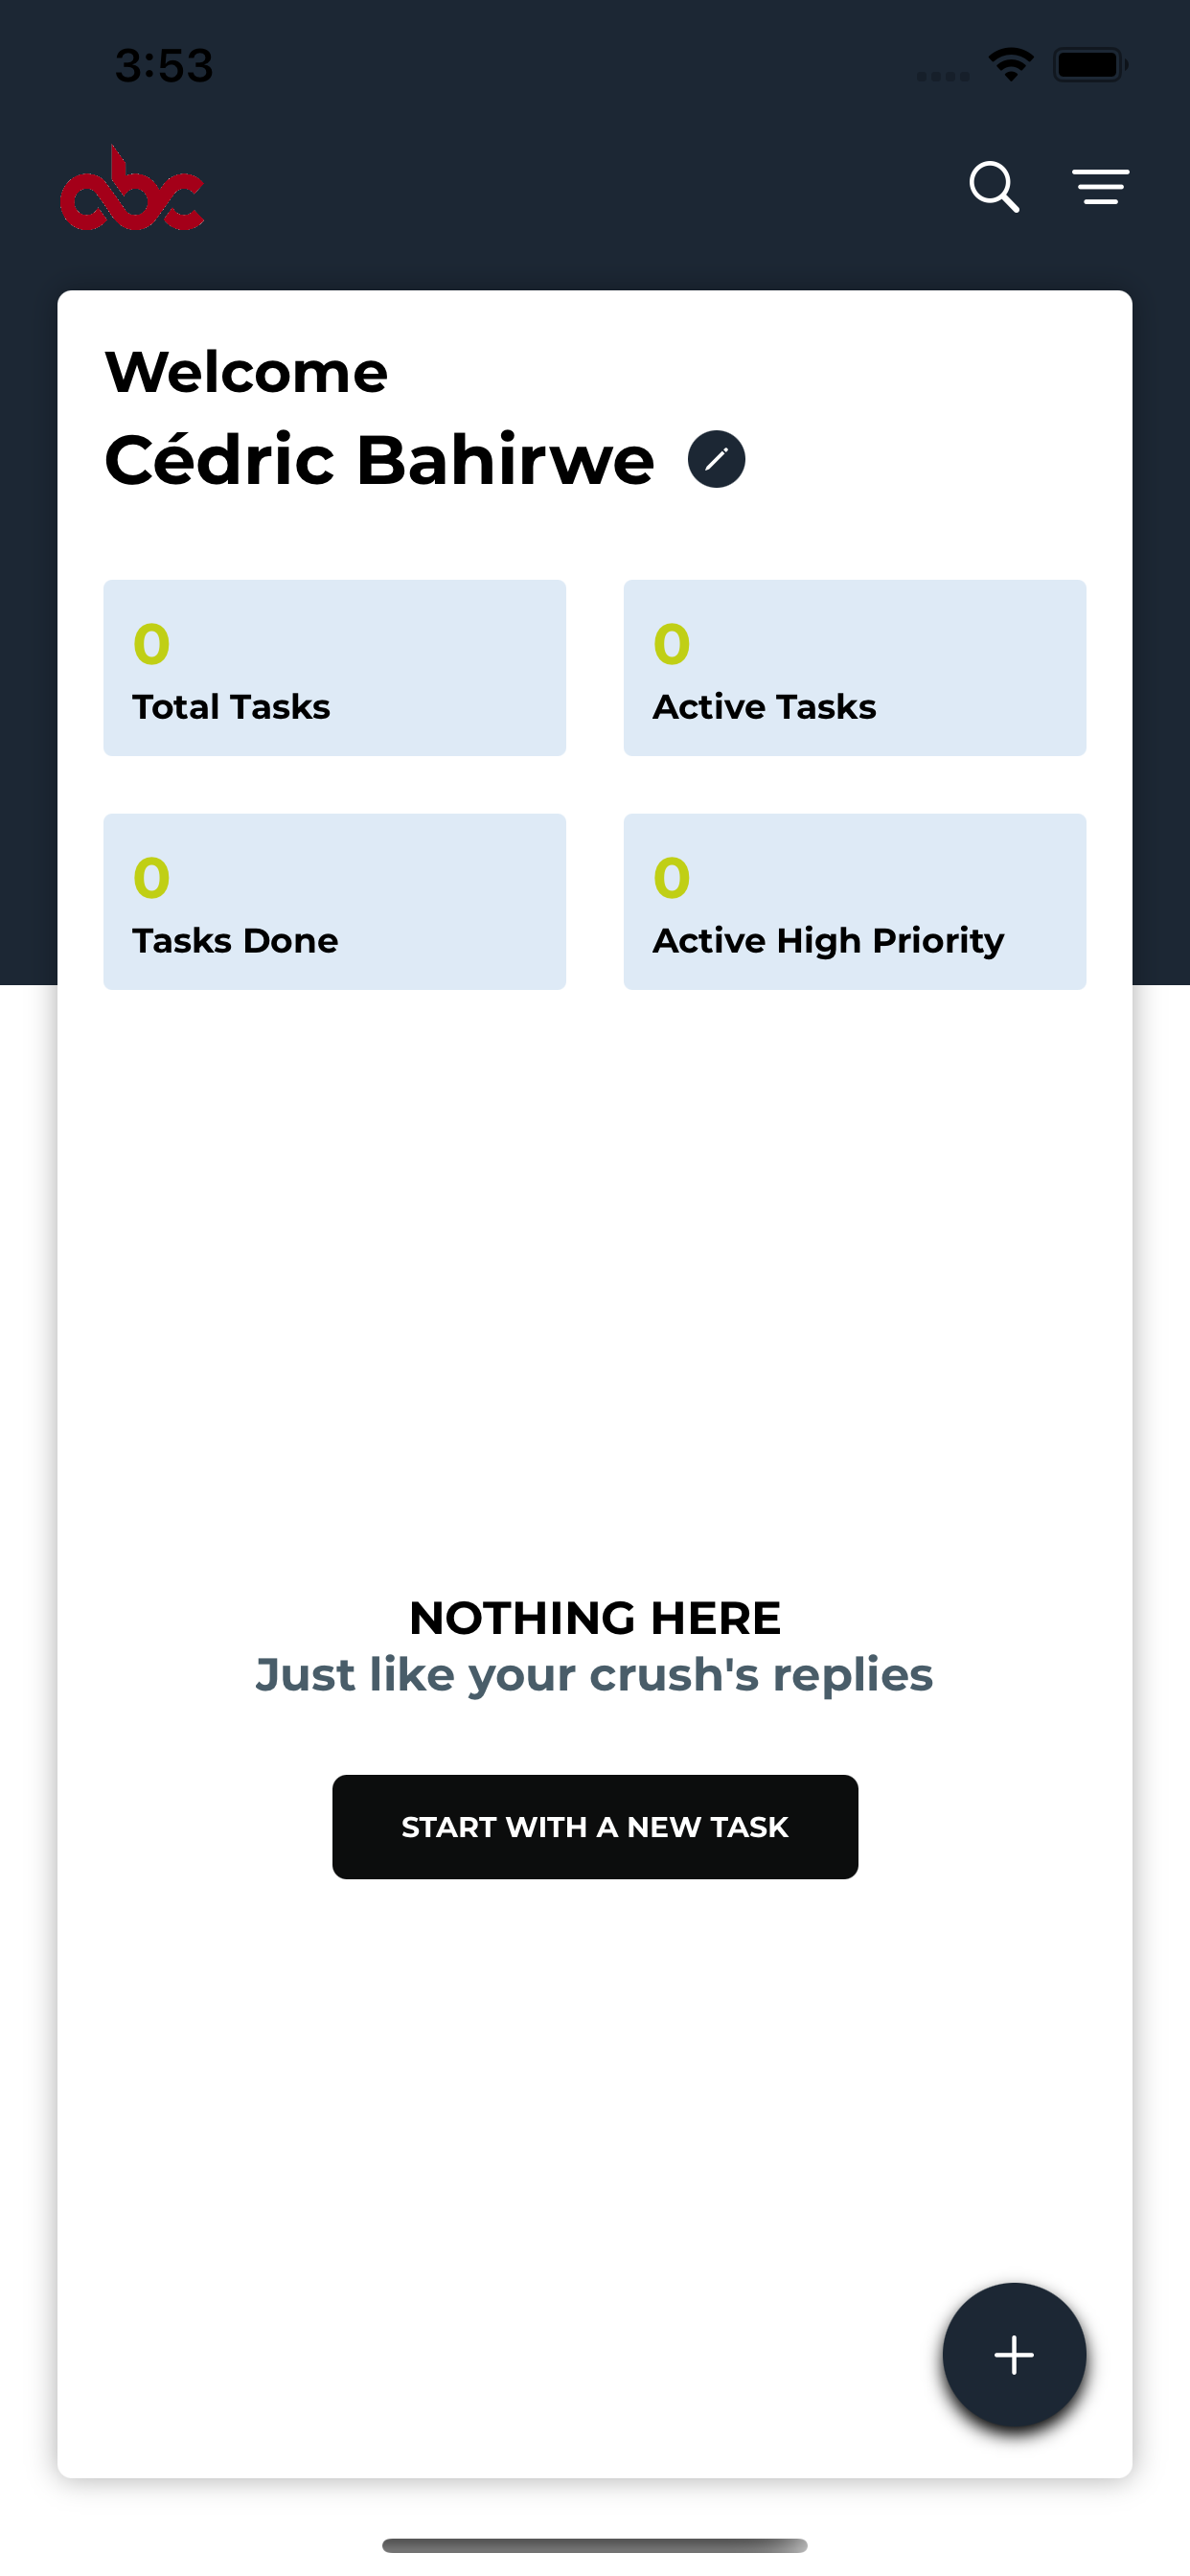 3:53
abc
Welcome
Cédric Bahirwe
0
Total Tasks
0
Active Tasks
0
Tasks Done
0
Active High Priority
NOTHING HERE
Just like your crush's replies
START WITH A NEW TASK